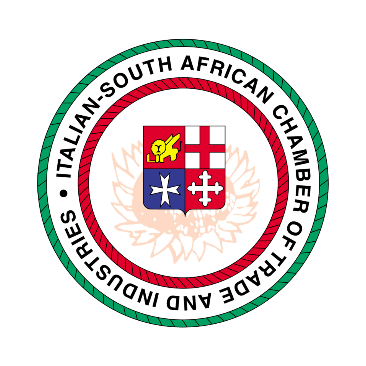 • ITALIAN-SOUTH AFRICAN CHAMBER OF TRADE AND INDUSTRIES